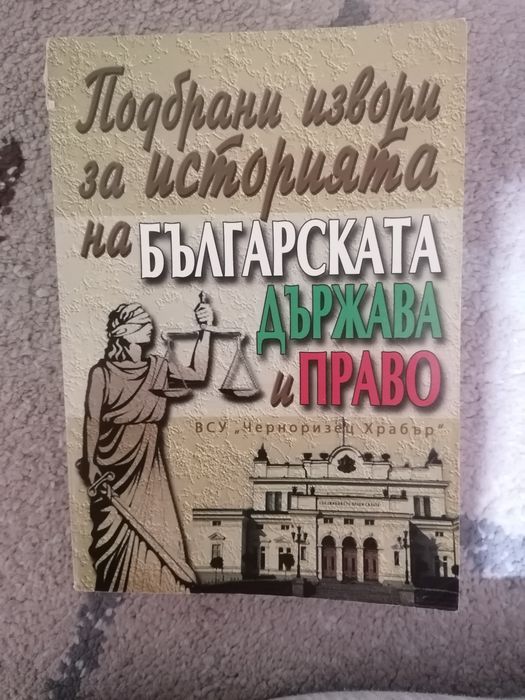 Подбрани извори
за историята
на БЪЛГАРСКАТА
ДЪРЖАВА
и ПРАВО
ВСУ „Черноризец Храбър“